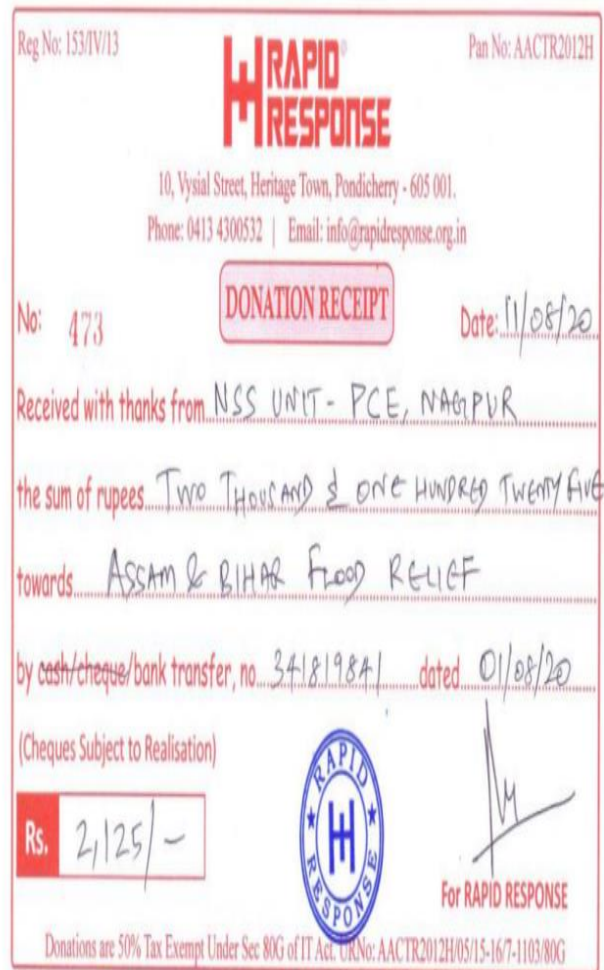 Reg No: 153/IV/13 Pan No: AACTR2012H
RAPID
RESPONSE
10, Vysial Street, Heritage Town, Pondicherry - 605 001.
Phone: 0413 4300532 | Email: info@rapidresponse.org.in
DONATION RECEIPT
No: 473 Date: 11/08/20
Received with thanks from NSS UNIT - PCE, NAGPUR
the sum of rupees TWO THOUSAND & ONE HUNDRED TWENTY FIVE
towards ASSAM & BIHAR FLOOD RELIEF
by cash/cheque/bank transfer, no 341819841 dated 01/08/20
(Cheques Subject to Realisation)
RAPID
RESPONSE
Rs. 2,125/-
For RAPID RESPONSE
Donations are 50% Tax Exempt Under Sec 80G of IT Act. URNo: AACTR2012H/05/15-16/7-1103/80G